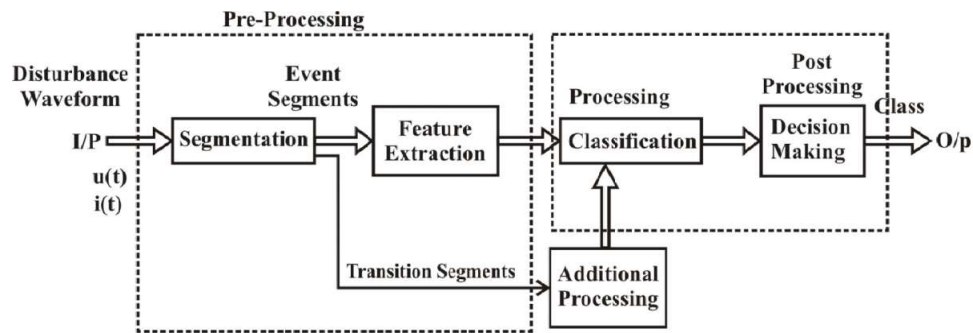 Pre-Processing
Disturbance
Waveform
I/P
u(t)
i(t)
Segmentation
Event
Segments
Feature
Extraction
Transition Segments
Processing
Classification
Additional
Processing
Post
Processing
Decision
Making
Class
O/p